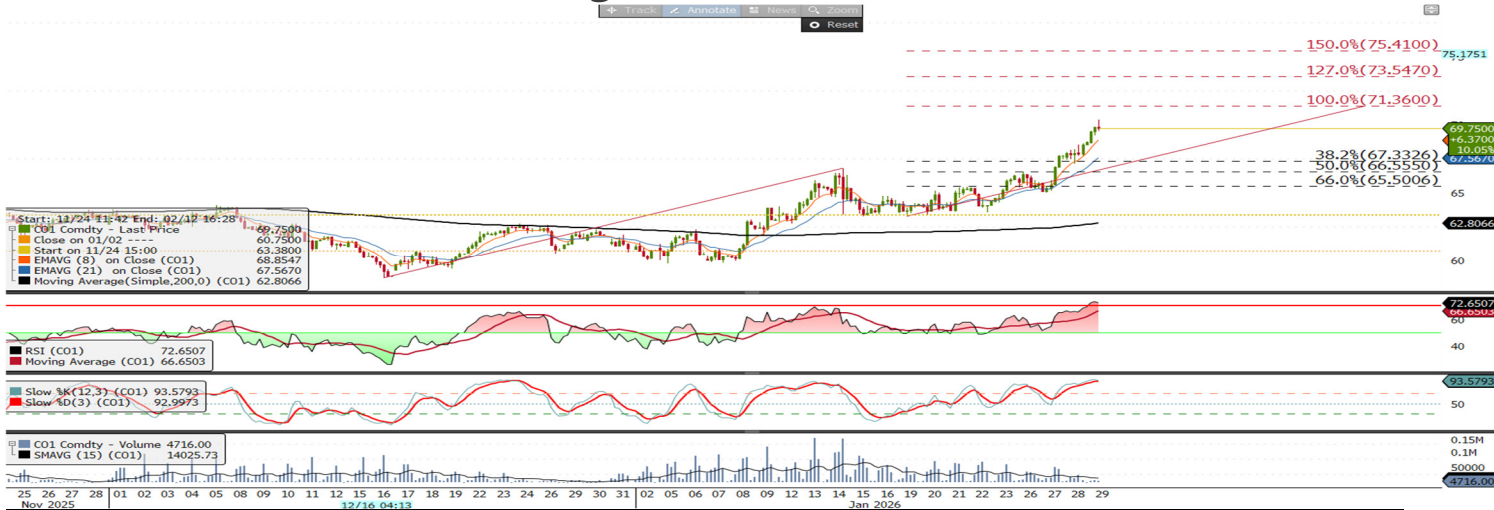 Track Annotate News Zoom
Reset
150.0%(75.4100)
75.1751
127.0%(73.5470)
100.0%(71.3600)
69.7500
+6.3700
10.05%
67.5670
38.2%(67.3326)
50.0%(66.5550)
66.0%(65.5006)
65
62.8066
60
Start: 11/24 11:42 End: 02/12 16:28
CO1 Comdty - Last Price 69.7500
Close on 01/02 ---- 60.7500
Start on 11/24 15:00 63.3800
EMAVG (8) on Close (CO1) 68.8547
EMAVG (21) on Close (CO1) 67.5670
Moving Average(Simple,200,0) (CO1) 62.8066
72.6507
66.6503
60
40
RSI (CO1) 72.6507
Moving Average (CO1) 66.6503
Slow %K(12,3) (CO1) 93.5793
Slow %D(3) (CO1) 92.9973
93.5793
50
CO1 Comdty - Volume 4716.00
SMAVG (15) (CO1) 14025.73
0.15M
0.1M
50000
4716.00
25 26 27 28 01 02 03 04 05 08 09 10 11 12 15 16 17 18 19 22 23 24 26 29 30 31 02 05 06 07 08 09 12 13 14 15 16 19 20 21 22 23 26 27 28 29
Nov 2025 12/16 04:13 Jan 2026